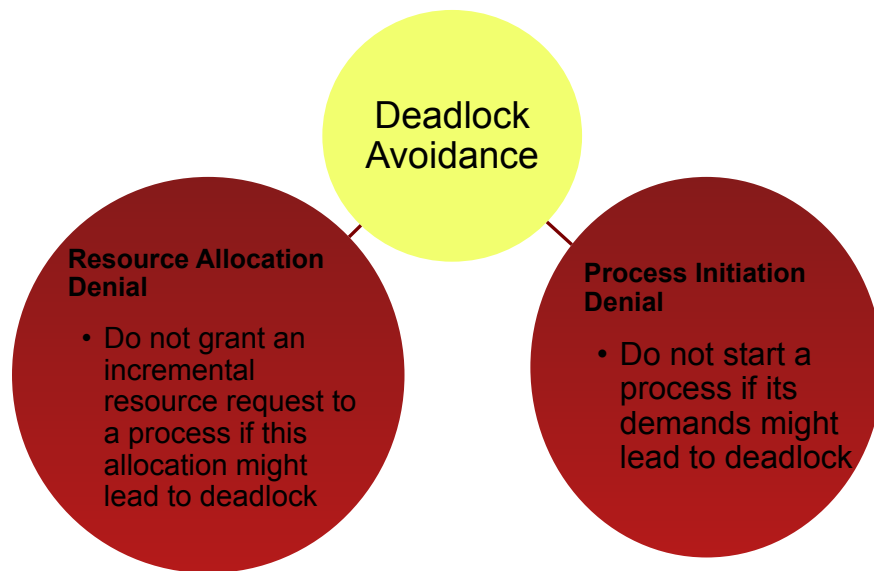 Deadlock
Avoidance
Resource Allocation
Denial
• Do not grant an
incremental
resource request to
a process if this
allocation might
lead to deadlock
Process Initiation
Denial
• Do not start a
process if its
demands might
lead to deadlock